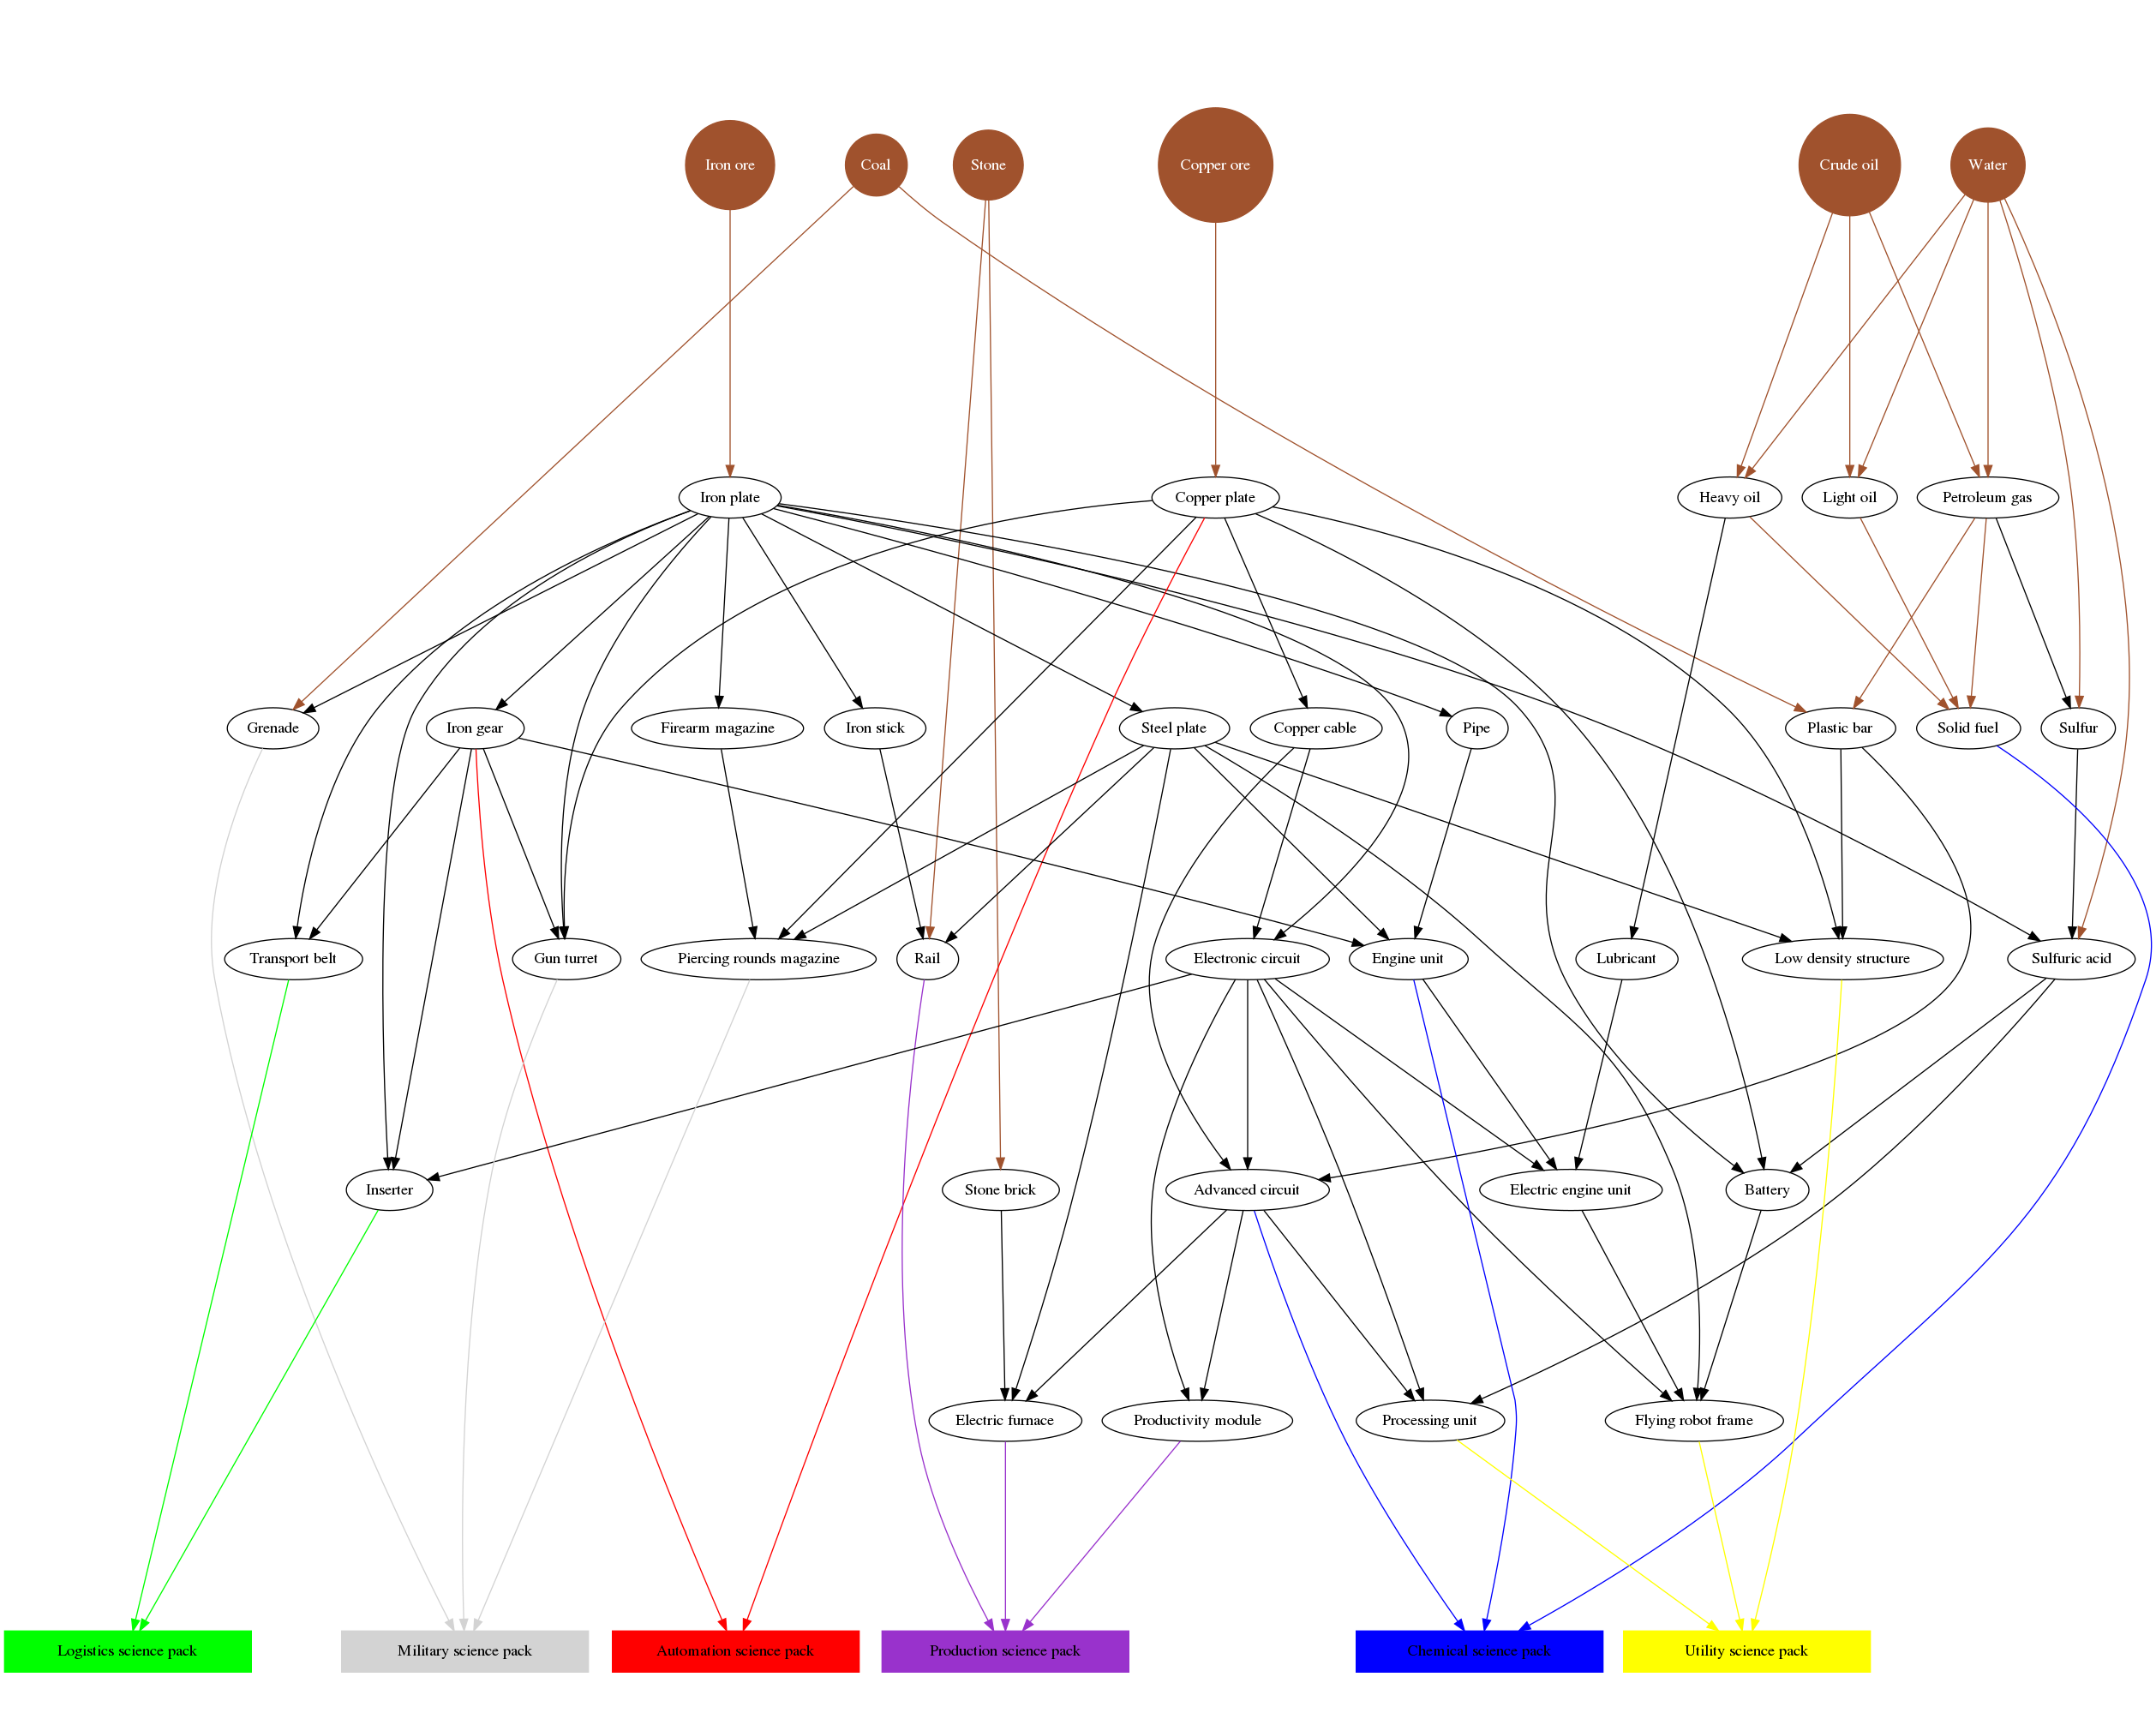 Iron ore
Coal
Stone
Copper ore
Crude oil
Water
Iron plate
Copper plate
Heavy oil
Light oil
Petroleum gas
Grenade
Iron gear
Firearm magazine
Iron stick
Steel plate
Copper cable
Pipe
Plastic bar
Solid fuel
Sulfur
Transport belt
Gun turret
Piercing rounds magazine
Rail
Electronic circuit
Engine unit
Lubricant
Low density structure
Sulfuric acid
Inserter
Stone brick
Advanced circuit
Electric engine unit
Battery
Electric furnace
Productivity module
Processing unit
Flying robot frame
Logistics science pack
Military science pack
Automation science pack
Production science pack
Chemical science pack
Utility science pack